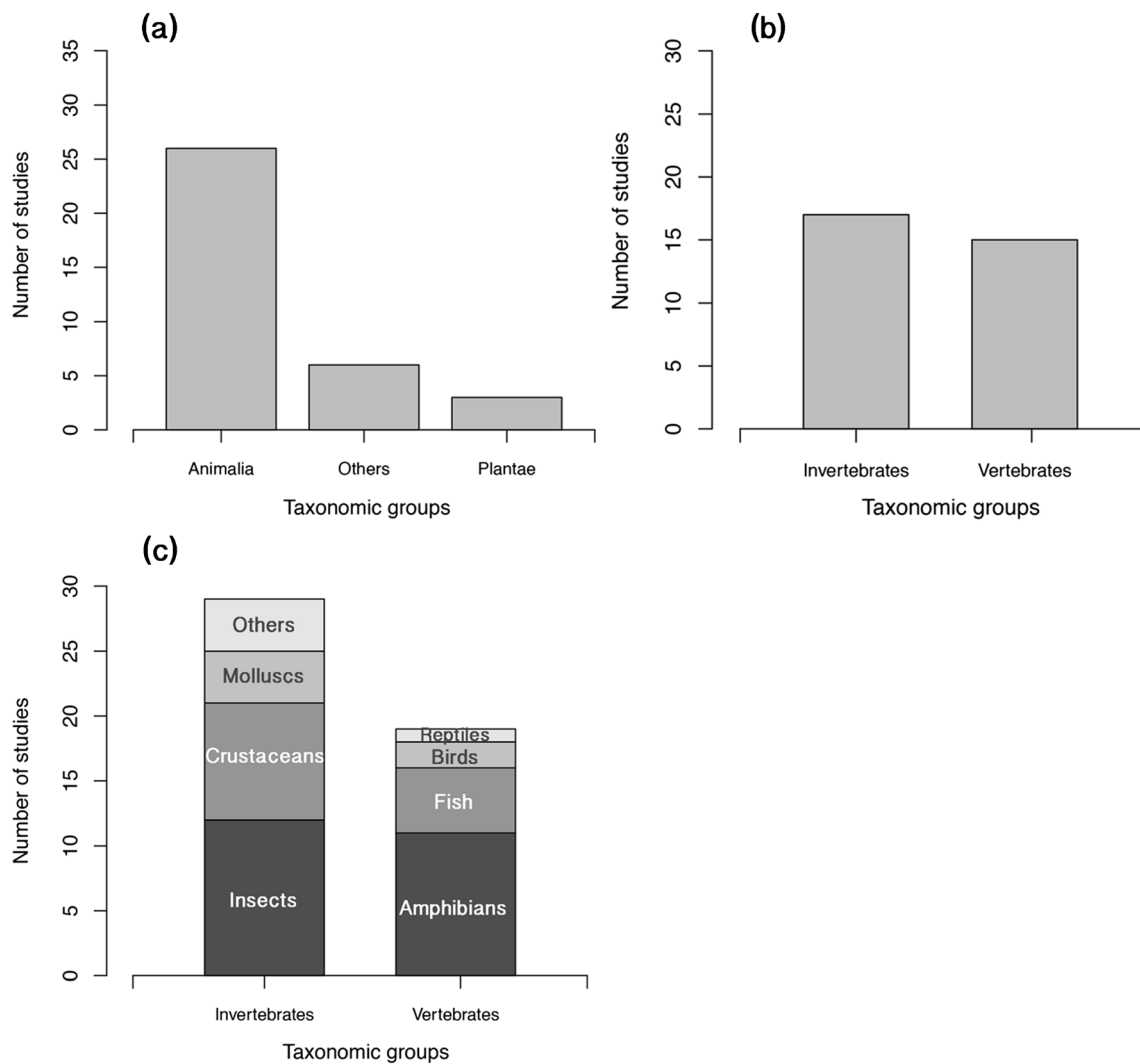 (a)
35
30
25
20
15
10
5
0
Number of studies
Animalia Others Plantae
Taxonomic groups
(b)
30
25
20
15
10
5
0
Number of studies
Invertebrates Vertebrates
Taxonomic groups
(c)
30
25
20
15
10
5
0
Number of studies
Others
Molluscs
Crustaceans
Insects
Reptiles
Birds
Fish
Amphibians
Invertebrates Vertebrates
Taxonomic groups